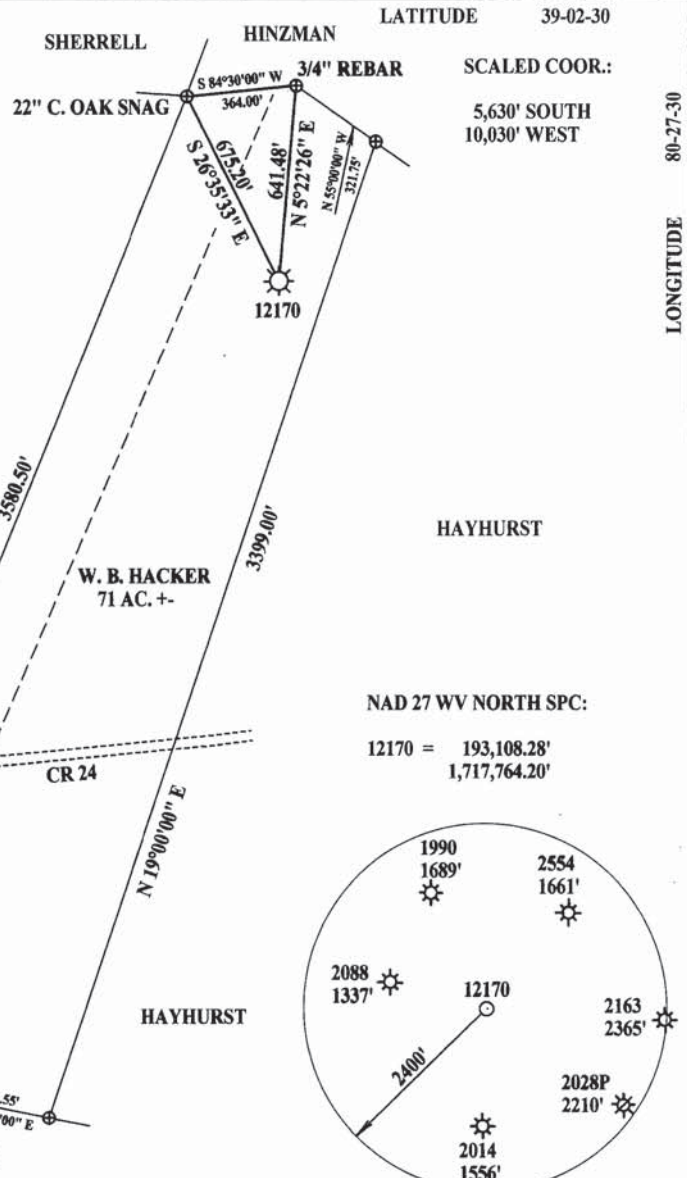 LATITUDE 39-02-30
SHERRELL
HINZMAN
S 84°30'00" W
364.00'
3/4" REBAR
22" C. OAK SNAG
SCALED COOR.:
5,630' SOUTH
10,030' WEST
LONGITUDE 80-27-30
675.20'
S 26°35'33" E
641.48'
N 5°22'26" E
N 55°00'00" W
321.75'
12170
3580.50'
3399.00'
HAYHURST
W. B. HACKER
71 AC. +-
NAD 27 WV NORTH SPC:
12170 = 193,108.28'
1,717,764.20'
CR 24
N 19°00'00" E
1990
1689'
2554
1661'
2088
1337'
12170
2163
2365'
HAYHURST
2400'
2028P
2210'
2014
1556'
.55'
'00" E